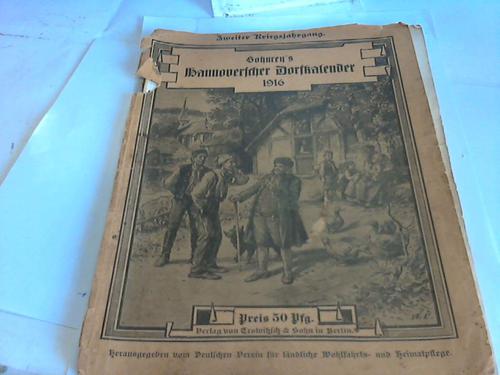 Zweiter Kriegsjahrgang.
Sohnrey's
Hannoverscher Dorfkalender
1916
Preis 50 Pfg.
Verlag von Trowitzsch & Sohn in Berlin.
Herausgegeben vom Deutschen Verein für ländliche Wohlfahrts- und Heimatpflege.